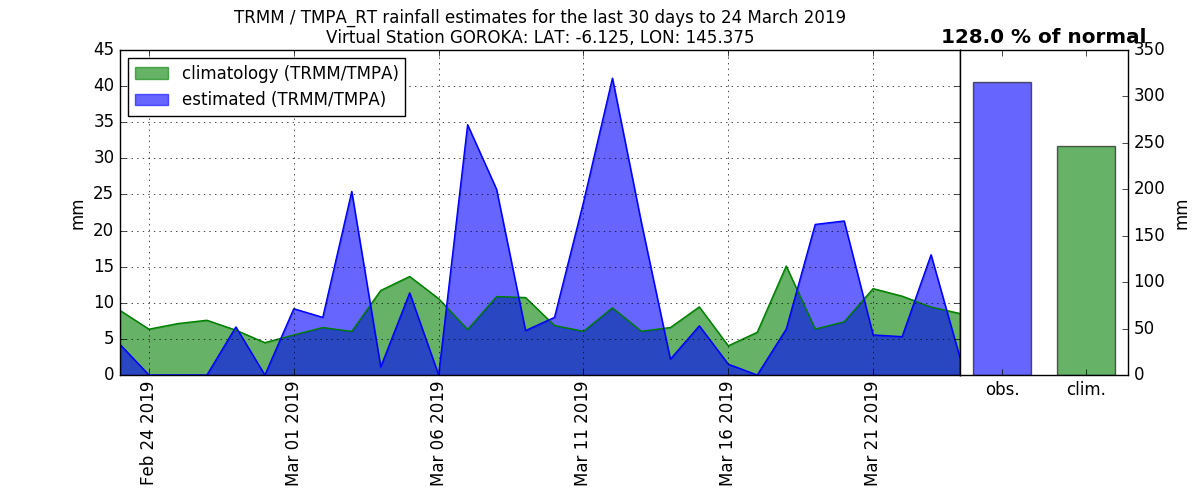 TRMM / TMPA_RT rainfall estimates for the last 30 days to 24 March 2019
Virtual Station GOROKA: LAT: -6.125, LON: 145.375
128.0 % of normal
climatology (TRMM/TMPA)
estimated (TRMM/TMPA)
45
40
35
30
25
20
15
10
5
0
mm
Feb 24 2019
Mar 01 2019
Mar 06 2019
Mar 11 2019
Mar 16 2019
Mar 21 2019
350
300
250
200
150
100
50
0
mm
obs.
clim.